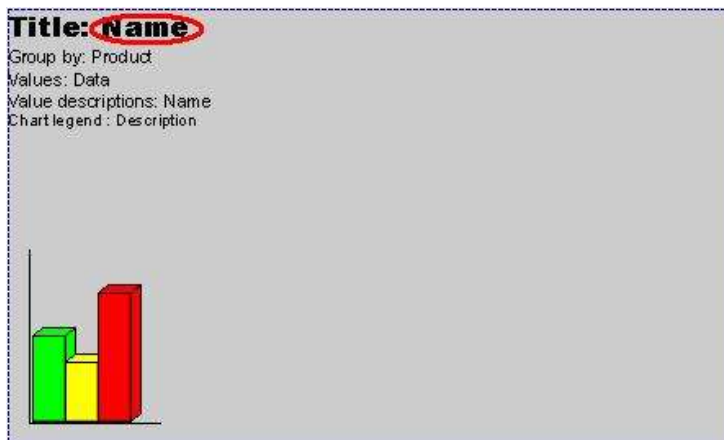 Title: Name
Group by: Product
Values: Data
Value descriptions: Name
Chart legend : Description